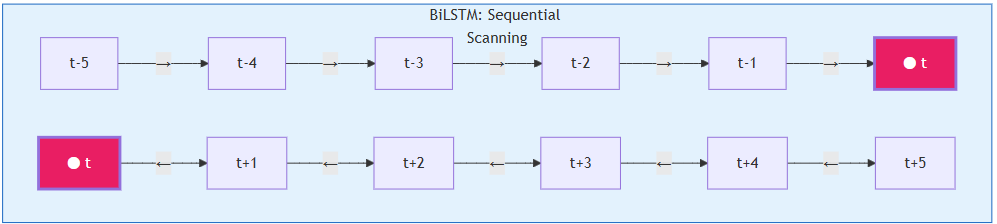 BiLSTM: Sequential
Scanning
t-5 → t-4 → t-3 → t-2 → t-1 → ● t
● t ← t+1 ← t+2 ← t+3 ← t+4 ← t+5